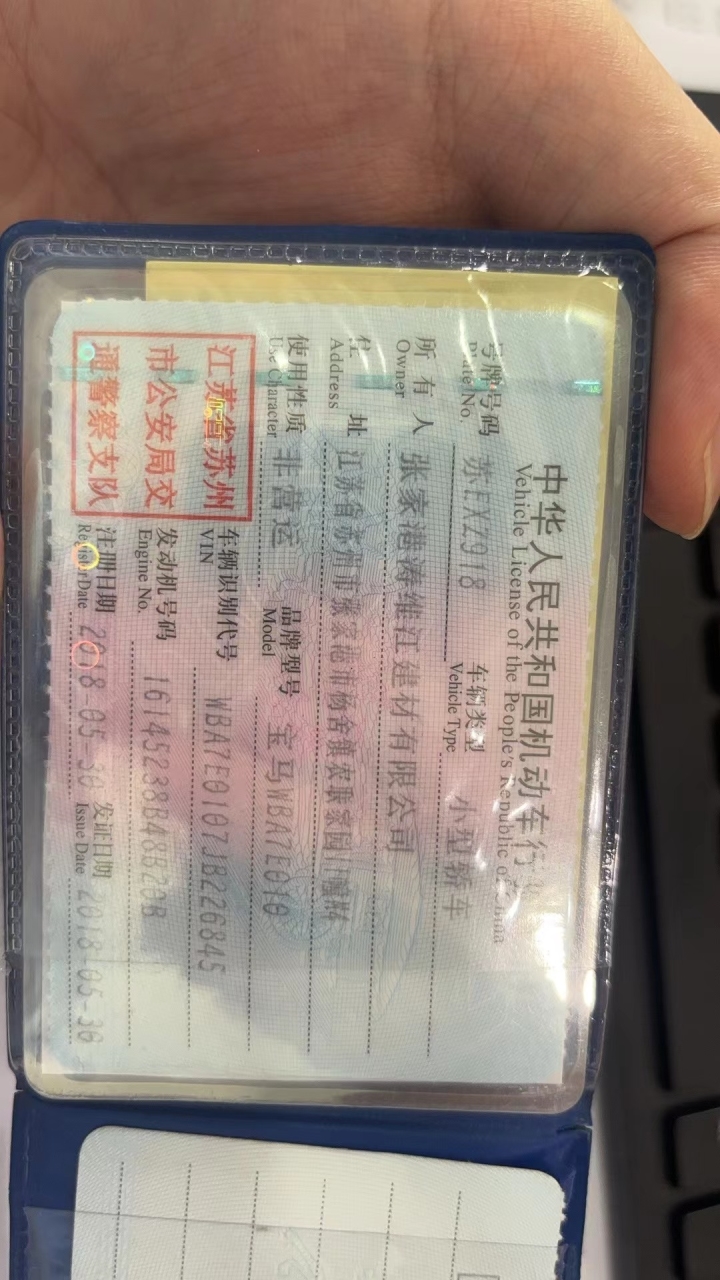 中华人民共和国机动车行
Vehicle License of the People's Republic of China
号牌号码 苏FXZ918 车辆类型 小型轿车
Plate No. Vehicle Type
所有人 张家港涛维江建材有限公司
Owner
住址 江苏省苏州市张家港市杨舍镇农联家园
Address
使用性质 非营运 品牌型号 宝马WBA7E010
Use Character Model
江苏省苏州
市公安局交
通警察支队
车辆识别代号 WBA7E0107JB226845
VIN
发动机号码 16145238B48B20B
Engine No.
注册日期 2018-05-30 发证日期 2018-05-30
Register Date Issue Date